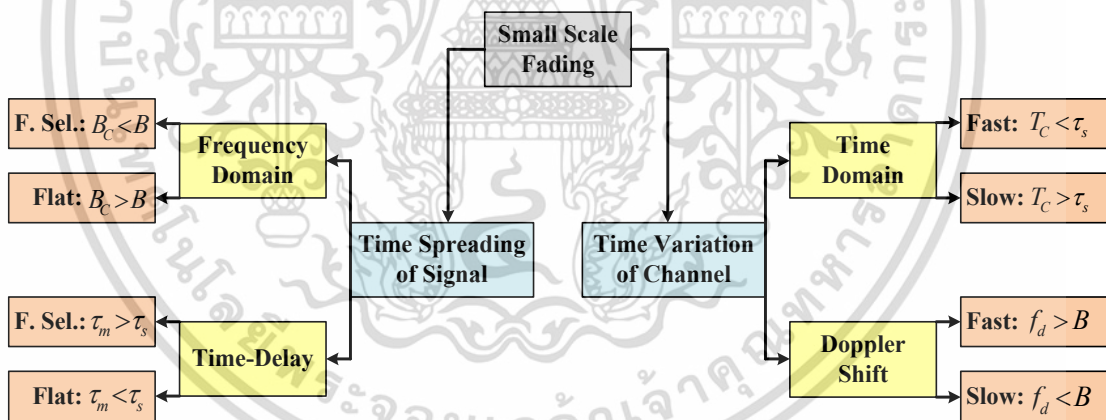 Small Scale
Fading
F. Sel.: B_C < B
Flat: B_C > B
Frequency
Domain
Time Spreading
of Signal
F. Sel.: τ_m > τ_s
Flat: τ_m < τ_s
Time-Delay
Time Variation
of Channel
Time
Domain
Fast: T_C < τ_s
Slow: T_C > τ_s
Doppler
Shift
Fast: f_d > B
Slow: f_d < B